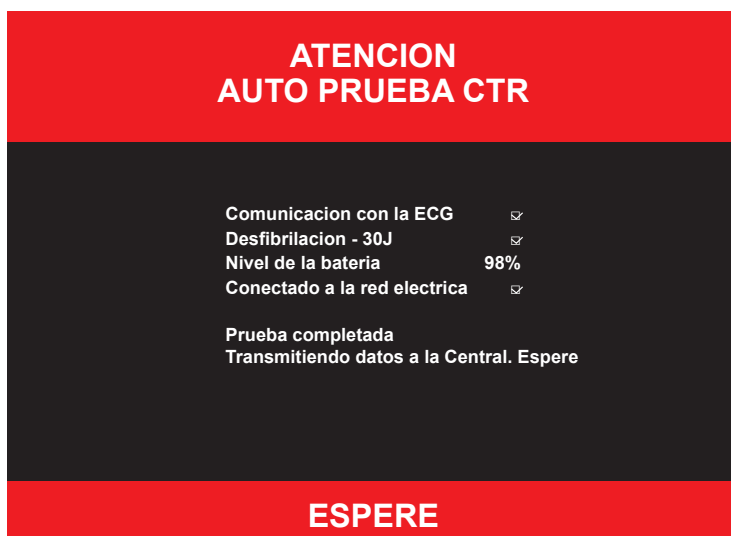 ATENCION
AUTO PRUEBA CTR
Comunicacion con la ECG ☑
Desfibrilacion - 30J ☑
Nivel de la bateria 98%
Conectado a la red electrica ☑
Prueba completada
Transmitiendo datos a la Central. Espere
ESPERE